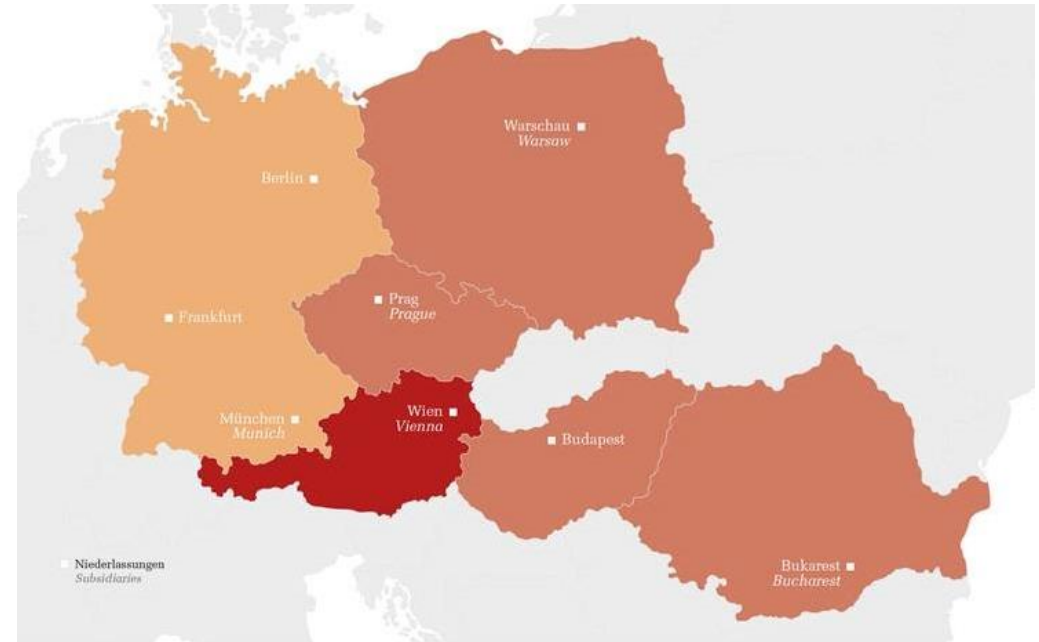 Warschau
Warsaw
Berlin
Prag
Prague
Frankfurt
Wien
Vienna
München
Munich
Budapest
Niederlassungen
Subsidiaries
Bukarest
Bucharest